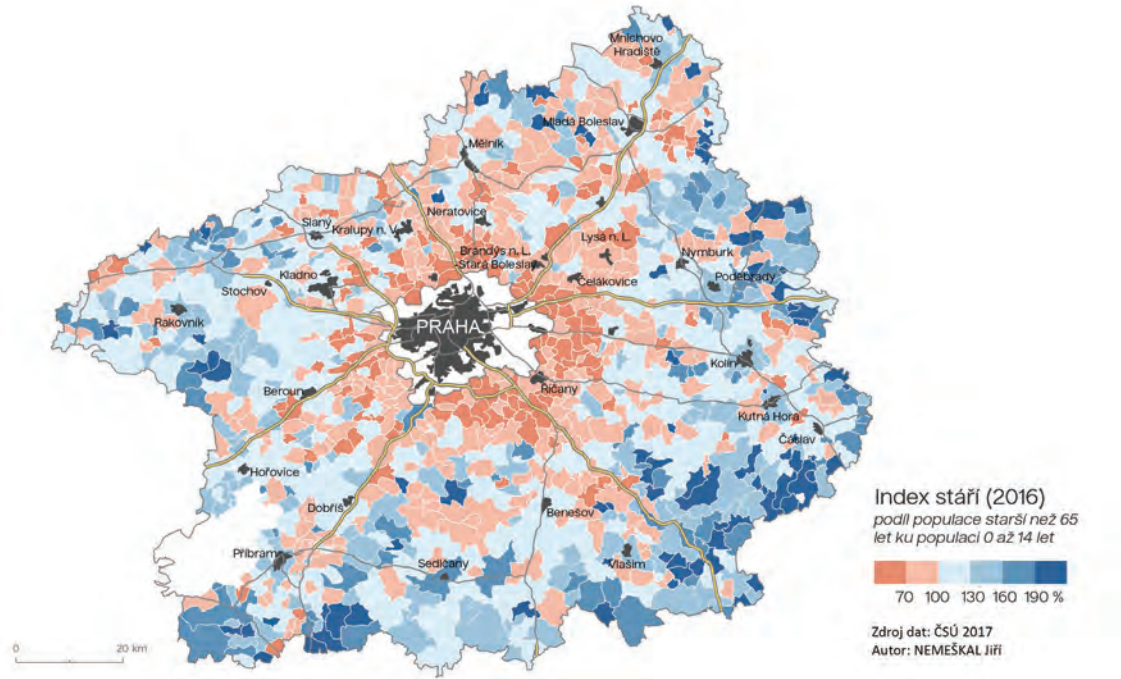 Mnichovo
Hradiště
Mladá Boleslav
Mělník
Neratovice
Slaný
Kralupy n. V.
Brandýs n. L.
-Stará Boleslav
Lysá n. L.
Nymburk
Kladno
Čelákovice
Poděbrady
Stochov
Rakovník
PRAHA
Kolín
Beroun
Říčany
Kutná Hora
Čáslav
Hořovice
Dobříš
Benešov
Příbram
Sedlčany
Vlašim
Index stáří (2016)
podíl populace starší než 65
let ku populaci 0 až 14 let
70 100 130 160 190 %
Zdroj dat: ČSÚ 2017
Autor: NEMEŠKAL Jiří
0 20 km